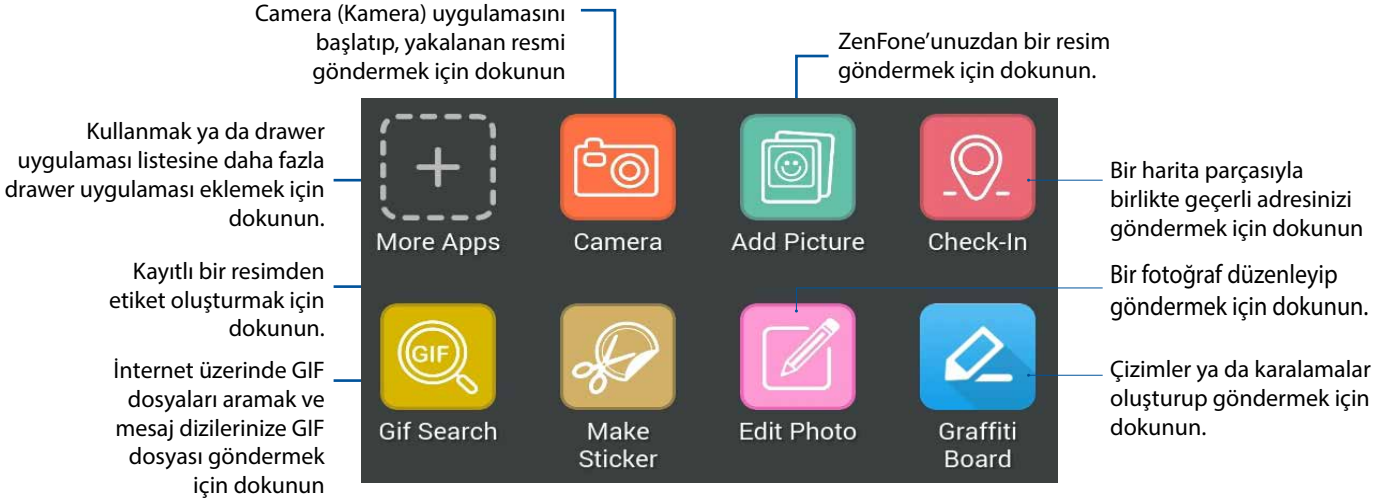 Camera (Kamera) uygulamasını
başlatıp, yakalanan resmi
göndermek için dokunun
ZenFone’unuzdan bir resim
göndermek için dokunun.
Kullanmak ya da drawer
uygulaması listesine daha fazla
drawer uygulaması eklemek için
dokunun.
Kayıtlı bir resimden
etiket oluşturmak için
dokunun.
İnternet üzerinde GIF
dosyaları aramak ve
mesaj dizilerinize GIF
dosyası göndermek
için dokunun
More Apps
Camera
Add Picture
Check-In
GIF
Gif Search
Make
Sticker
Edit Photo
Graffiti
Board
Bir harita parçasıyla
birlikte geçerli adresinizi
göndermek için dokunun
Bir fotoğraf düzenleyip
göndermek için dokunun.
Çizimler ya da karalamalar
oluşturup göndermek için
dokunun.